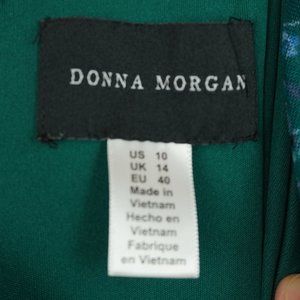 DONNA MORGAN
US 10
UK 14
EU 40
Made in
Vietnam
Hecho en
Vietnam
Fabrique
en
Vietnam